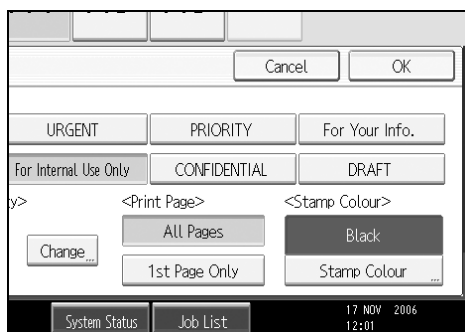 Cancel OK
URGENT PRIORITY For Your Info.
For Internal Use Only CONFIDENTIAL DRAFT
y> <Print Page> <Stamp Colour>
All Pages Black
Change...
1st Page Only Stamp Colour ...
System Status Job List 17 NOV 2006
12:01